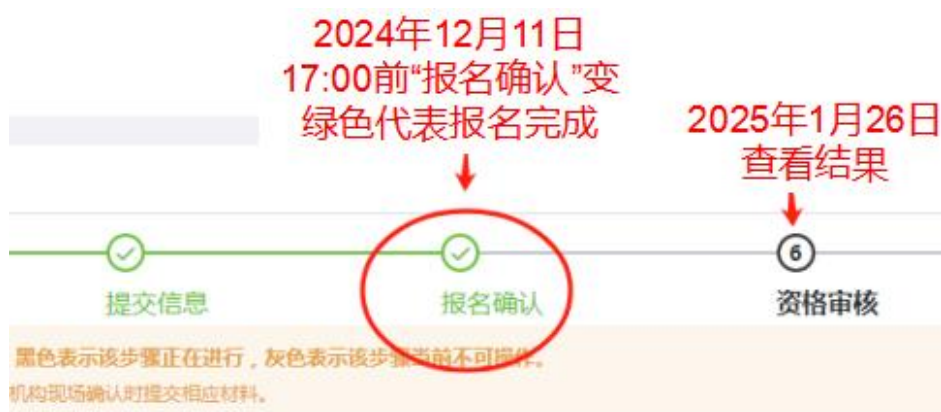 2024年12月11日
17:00前“报名确认”变
绿色代表报名完成
2025年1月26日
查看结果
6
提交信息
报名确认
资格审核
黑色表示该步骤正在进行，灰色表示该步骤当前不可操作。
机构现场确认时提交相应材料。